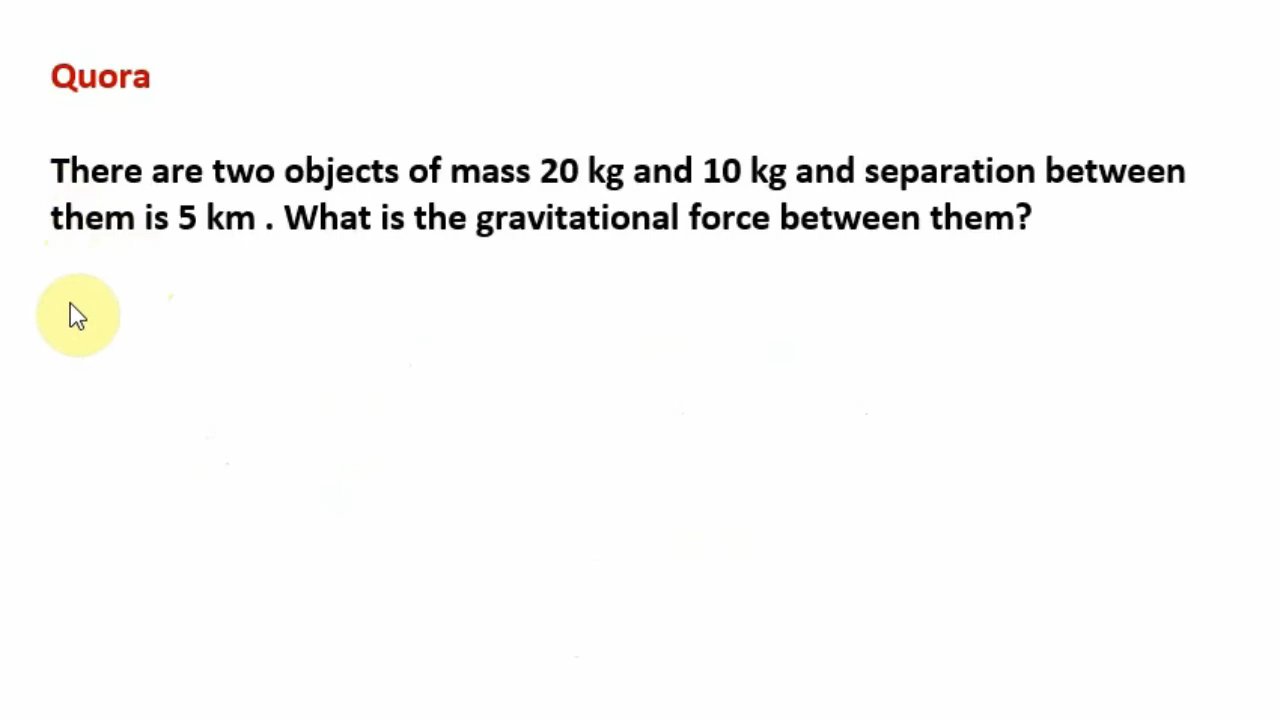 Quora
There are two objects of mass 20 kg and 10 kg and separation between
them is 5 km . What is the gravitational force between them?